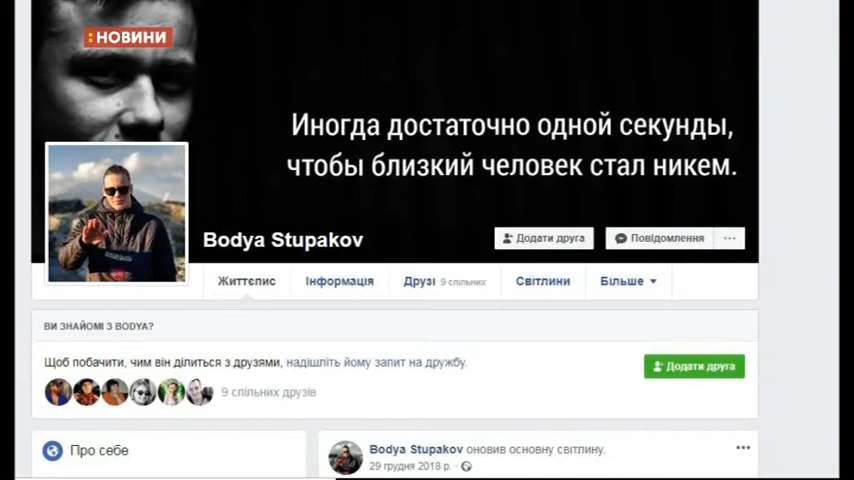 :НОВИНИ
Иногда достаточно одной секунды,
чтобы близкий человек стал никем.
Bodya Stupakov
Додати друга
Повідомлення
Життєпис
Інформація
Друзі 9 спільних
Світлини
Більше
ВИ ЗНАЙОМІ З BODYA?
Щоб побачити, чим він ділиться з друзями, надішліть йому запит на дружбу.
Додати друга
9 спільних друзів
Про себе
Bodya Stupakov оновив основну світлину.
29 грудня 2018 р. ·